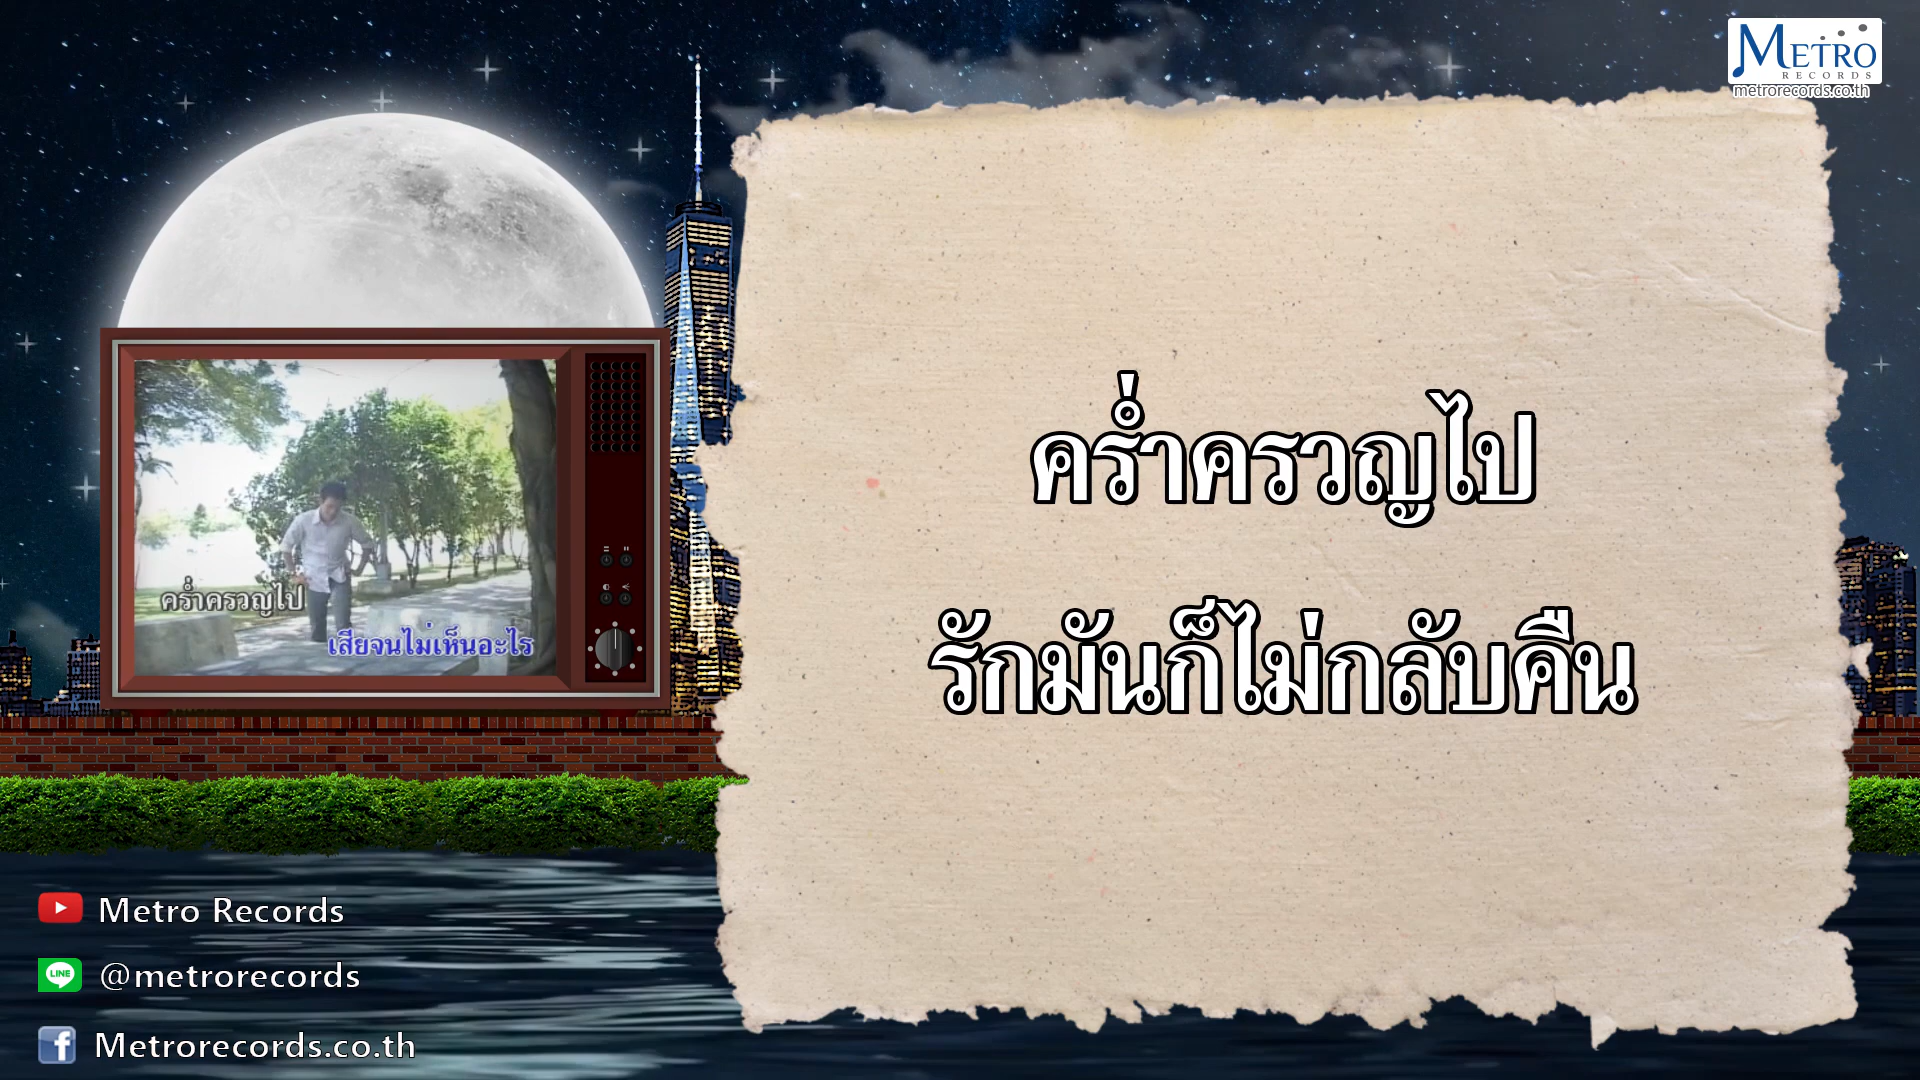 METRO
RECORDS
metrorecords.co.th
คร่ำครวญไป
รักมันก็ไม่กลับคืน
คร่ำครวญไป
เสียจนไม่เห็นอะไร
Metro Records
LINE
@metrorecords
Metrorecords.co.th